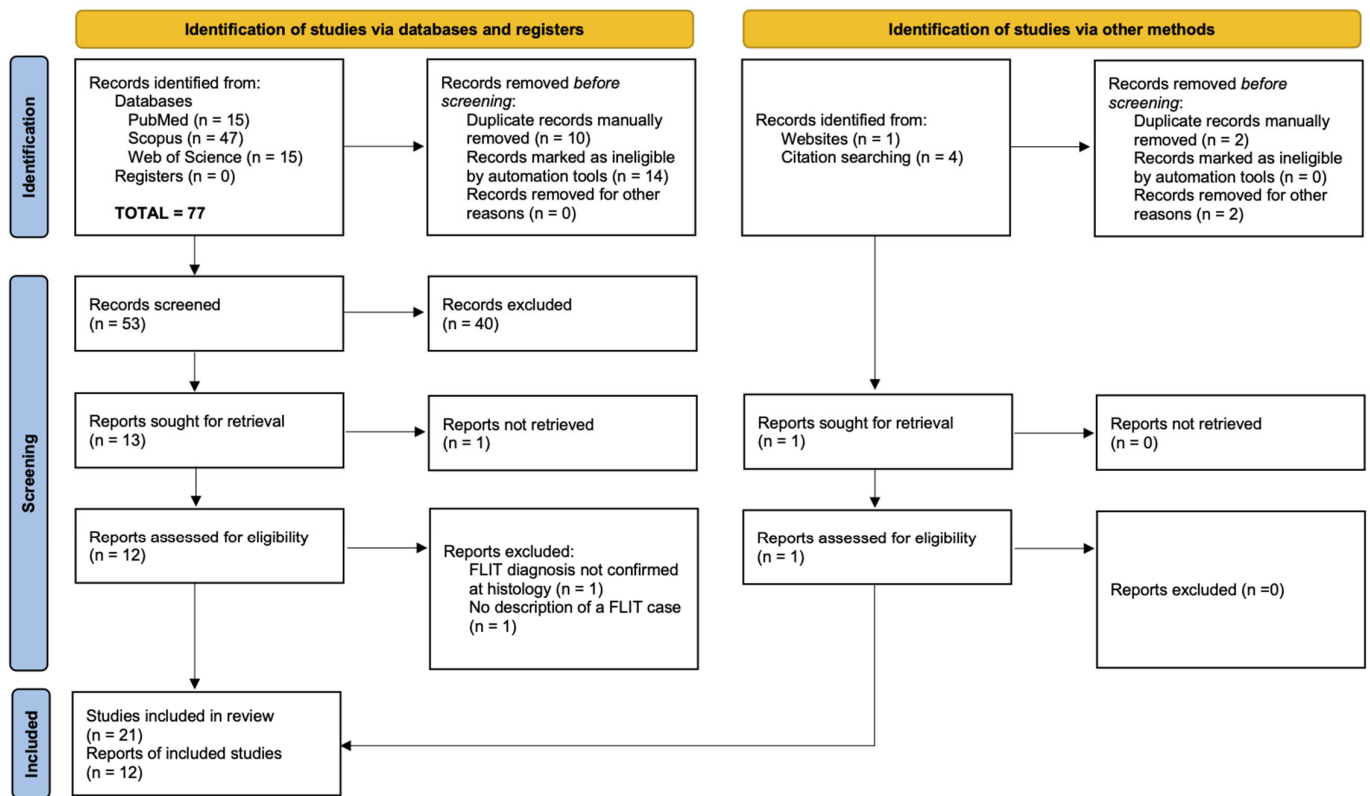 Identification of studies via databases and registers
Identification of studies via other methods
Identification
Records identified from:
Databases
PubMed (n = 15)
Scopus (n = 47)
Web of Science (n = 15)
Registers (n = 0)
TOTAL = 77
Records removed before
screening:
Duplicate records manually
removed (n = 10)
Records marked as ineligible
by automation tools (n = 14)
Records removed for other
reasons (n = 0)
Records identified from:
Websites (n = 1)
Citation searching (n = 4)
Records removed before
screening:
Duplicate records manually
removed (n = 2)
Records marked as ineligible
by automation tools (n = 0)
Records removed for other
reasons (n = 2)
Screening
Records screened
(n = 53)
Records excluded
(n = 40)
Reports sought for retrieval
(n = 13)
Reports not retrieved
(n = 1)
Reports sought for retrieval
(n = 1)
Reports not retrieved
(n = 0)
Reports assessed for eligibility
(n = 12)
Reports excluded:
FLIT diagnosis not confirmed
at histology (n = 1)
No description of a FLIT case
(n = 1)
Reports assessed for eligibility
(n = 1)
Reports excluded (n =0)
Included
Studies included in review
(n = 21)
Reports of included studies
(n = 12)